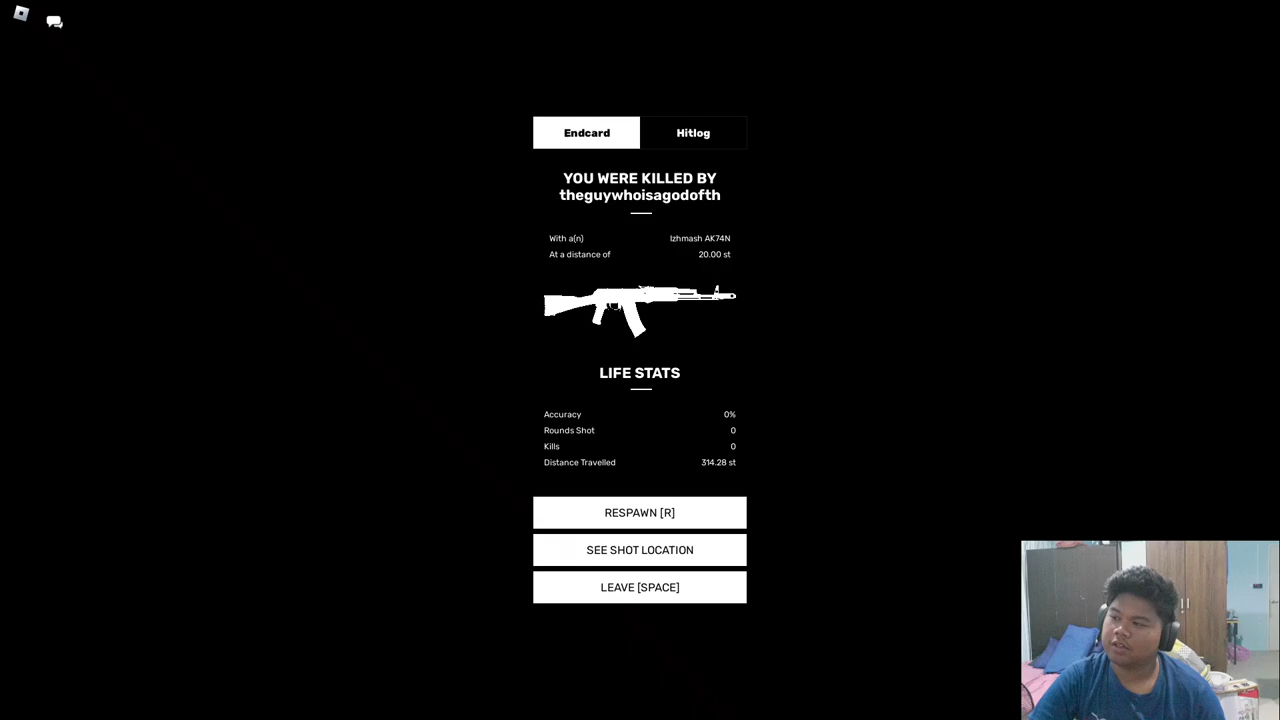 Endcard Hitlog
YOU WERE KILLED BY
theguywhoisagodofth
With a(n) Izhmash AK74N
At a distance of 20.00 st
LIFE STATS
Accuracy 0%
Rounds Shot 0
Kills 0
Distance Travelled 314.28 st
RESPAWN [R]
SEE SHOT LOCATION
LEAVE [SPACE]